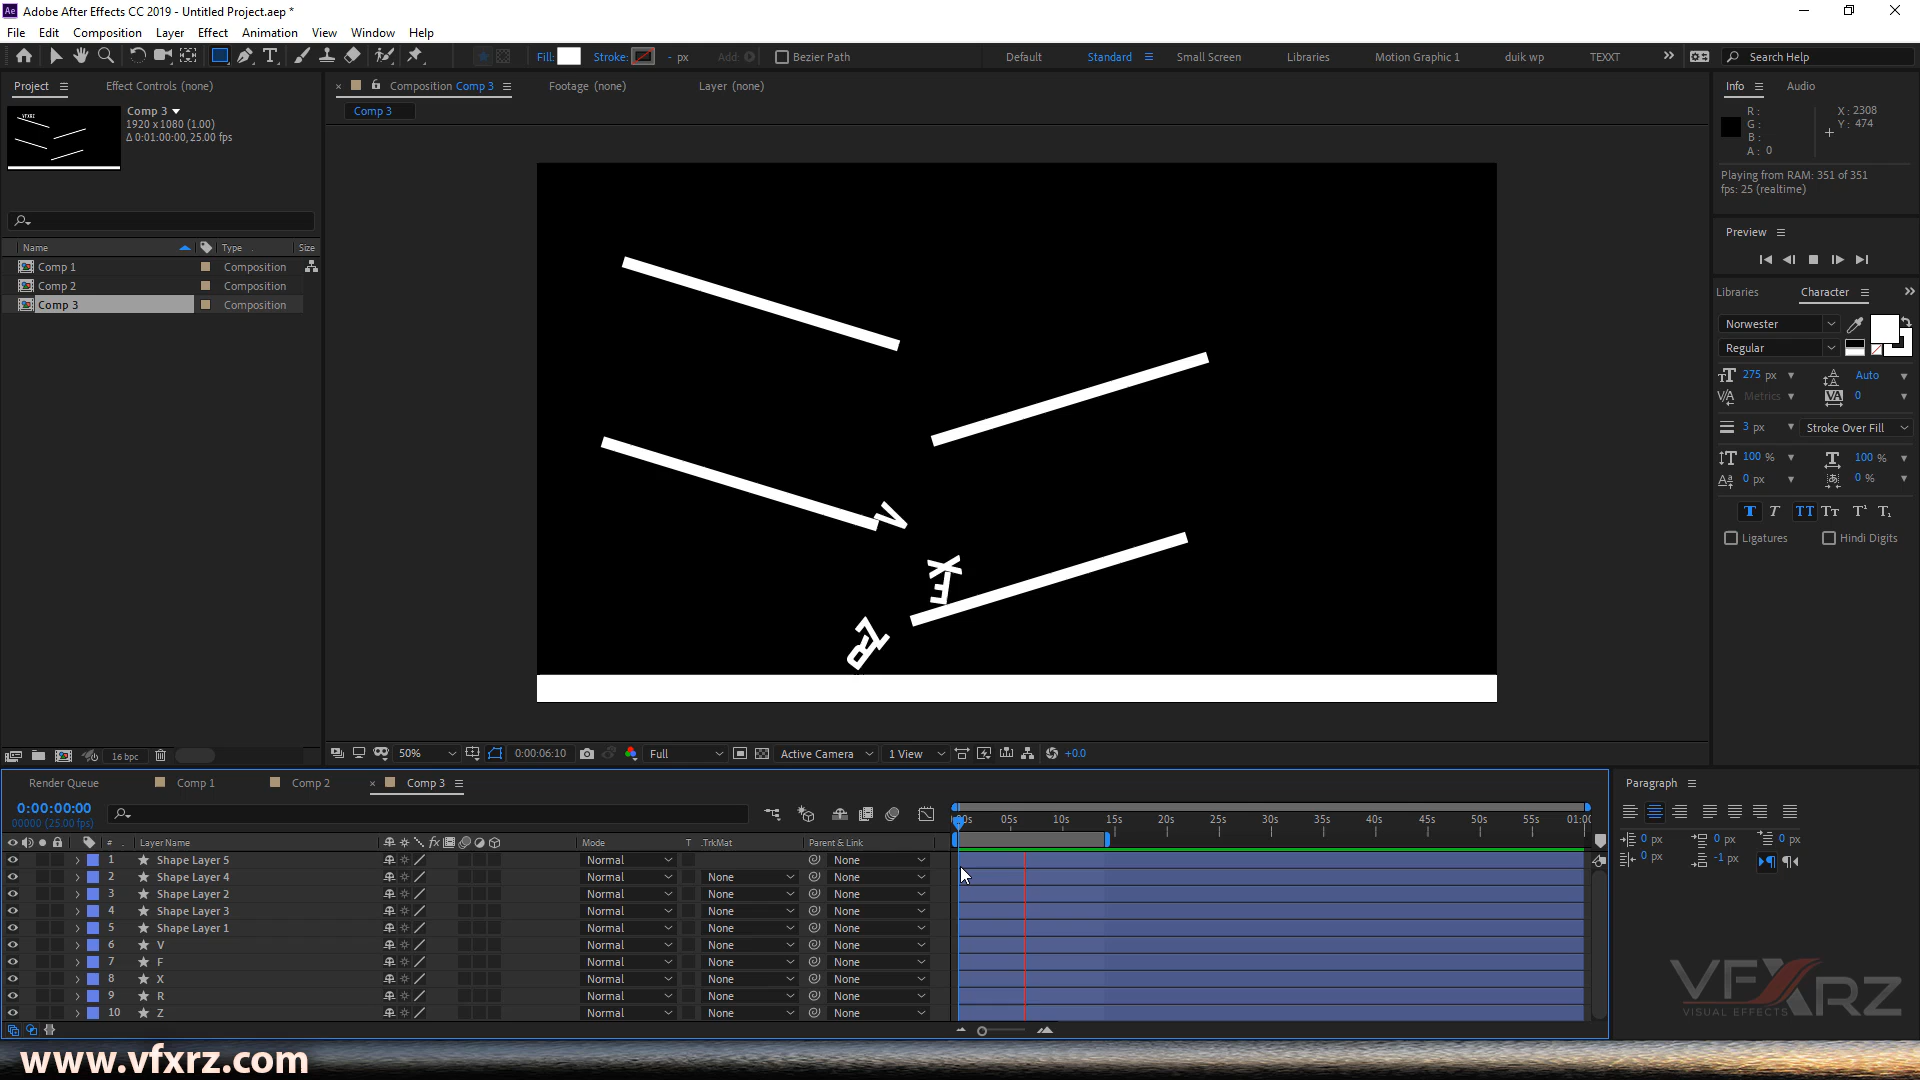 Adobe After Effects CC 2019 - Untitled Project.aep *
File Edit Composition Layer Effect Animation View Window Help
Fill: Stroke: - px Add: Bezier Path Default Standard Small Screen Libraries Motion Graphic 1 duik wp TEXXT Search Help
Project Effect Controls (none) Composition Comp 3 Footage (none) Layer (none) Info Audio
Comp 3
1920 x 1080 (1.00)
Δ 0:01:00:00, 25.00 fps
Comp 3
R: X: 2308
G: Y: 474
B:
A: 0
Playing from RAM: 351 of 351
fps: 25 (realtime)
Preview
Name Type Size
Comp 1 Composition
Comp 2 Composition
Comp 3 Composition
Libraries Character
Norwester
Regular
275 px Auto
Metrics 0
3 px Stroke Over Fill
100 % 100 %
0 px 0 %
Ligatures Hindi Digits
V
X
F
Z
R
16 bpc
50% 0:00:06:10 Full Active Camera 1 View +0.0
Render Queue Comp 1 Comp 2 Comp 3 Paragraph
0:00:00:00
00000 (25.00 fps)
00s 05s 10s 15s 20s 25s 30s 35s 40s 45s 50s 55s 01:00
# Layer Name Mode T .TrkMat Parent & Link
0 px 0 px 0 px
0 px -1 px
1 Shape Layer 5 Normal None
2 Shape Layer 4 Normal None None
3 Shape Layer 2 Normal None None
4 Shape Layer 3 Normal None None
5 Shape Layer 1 Normal None None
6 V Normal None None
7 F Normal None None
8 X Normal None None
9 R Normal None None
10 Z Normal None None
VFXRZ
VISUAL EFFECTS
www.vfxrz.com